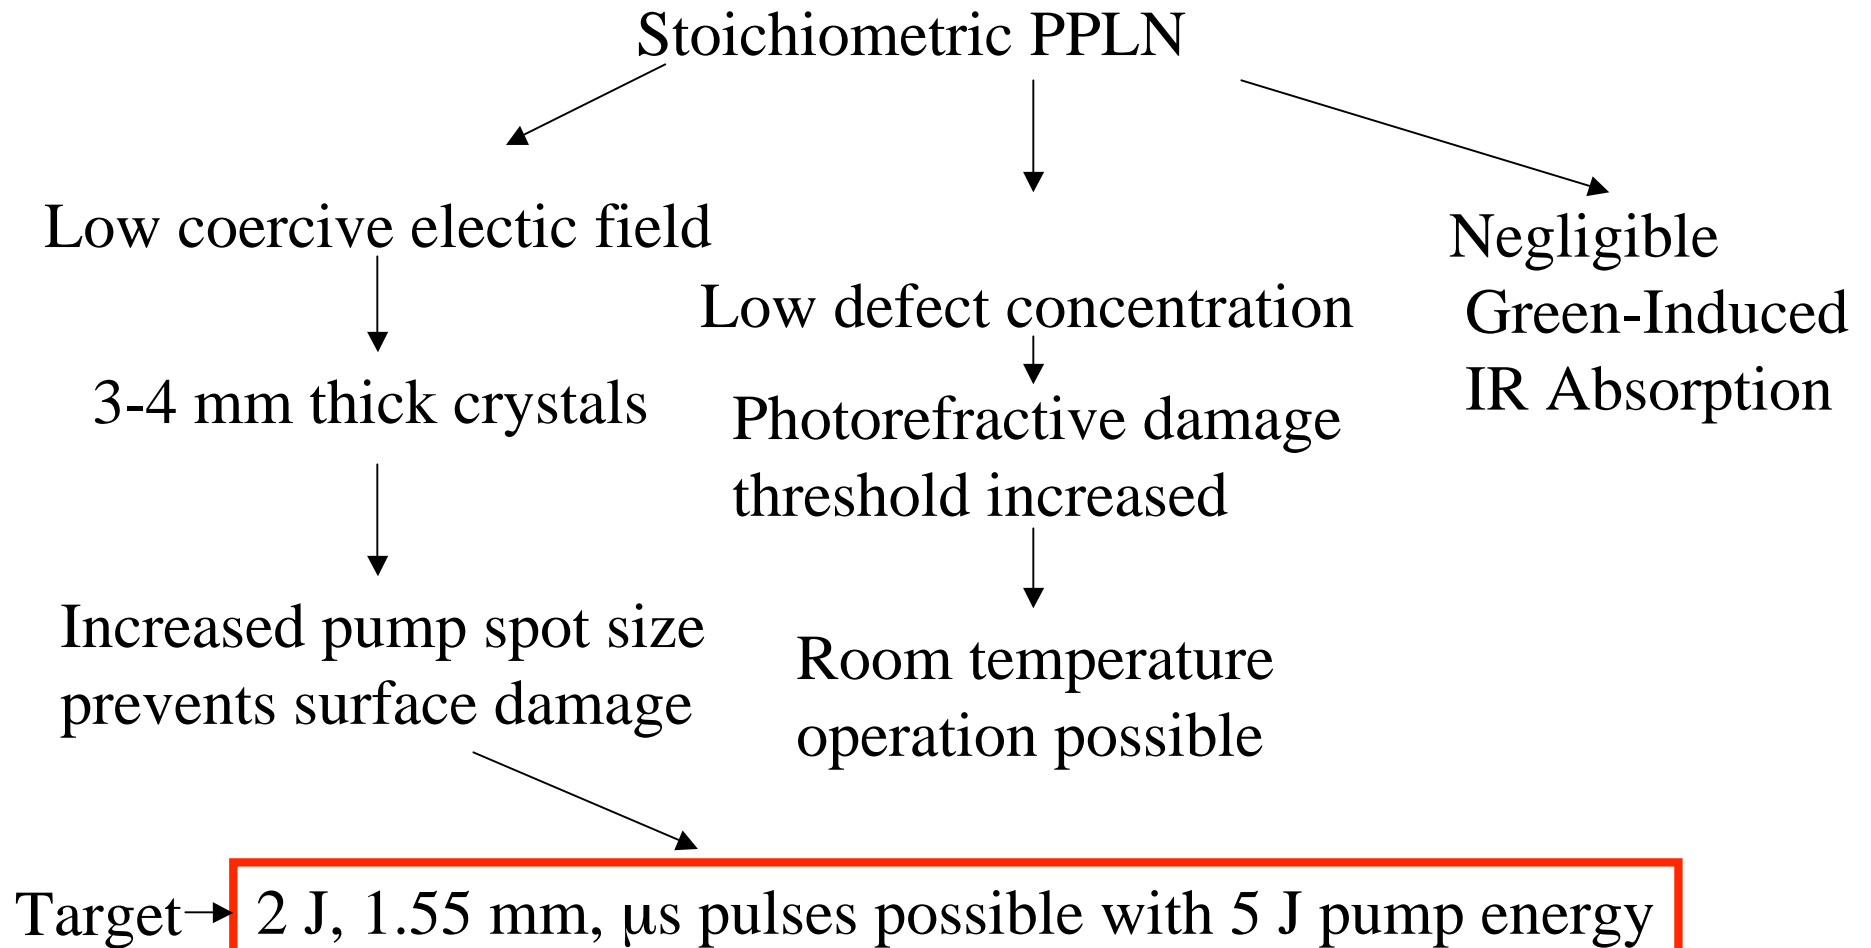 Stoichiometric PPLN
Low coercive electic field
3-4 mm thick crystals
Increased pump spot size
prevents surface damage
Low defect concentration
Photorefractive damage
threshold increased
Room temperature
operation possible
Negligible
Green-Induced
IR Absorption
Target
2 J, 1.55 mm, μs pulses possible with 5 J pump energy